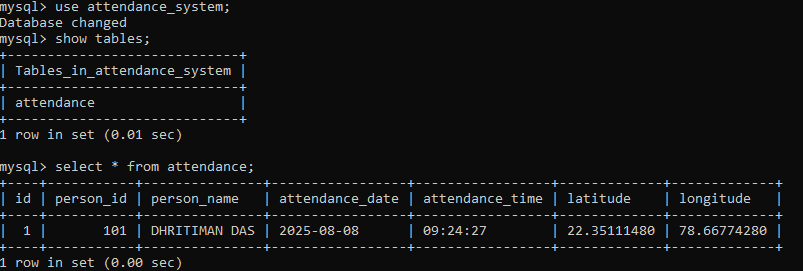 mysql> use attendance_system;
Database changed
mysql> show tables;
+-----------------------------+
| Tables_in_attendance_system |
+-----------------------------+
| attendance                  |
+-----------------------------+
1 row in set (0.01 sec)

mysql> select * from attendance;
+----+-----------+---------------+-----------------+-----------------+-------------+-------------+
| id | person_id | person_name   | attendance_date | attendance_time | latitude    | longitude   |
+----+-----------+---------------+-----------------+-----------------+-------------+-------------+
|  1 |       101 | DHRITIMAN DAS | 2025-08-08      | 09:24:27        | 22.35111480 | 78.66774280 |
+----+-----------+---------------+-----------------+-----------------+-------------+-------------+
1 row in set (0.00 sec)